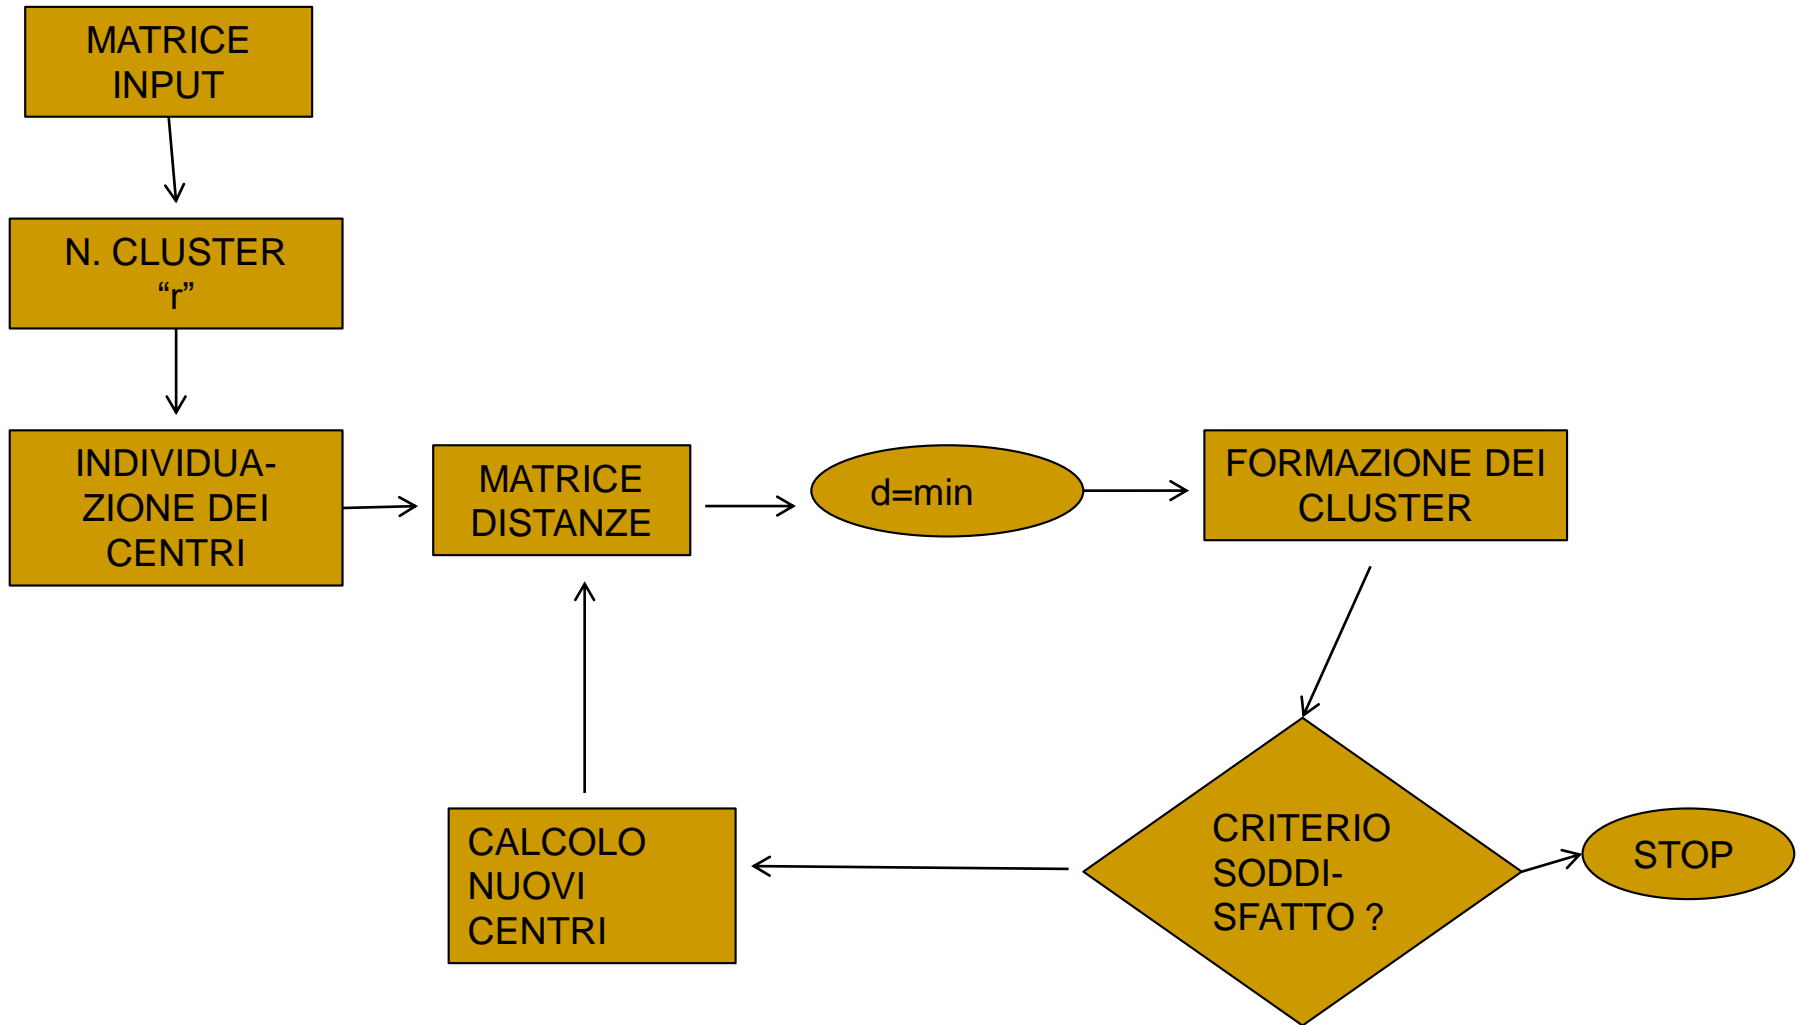 MATRICE
INPUT
N. CLUSTER
“r”
INDIVIDUA-
ZIONE DEI
CENTRI
MATRICE
DISTANZE
d=min
FORMAZIONE DEI
CLUSTER
CRITERIO
SODDI-
SFATTO ?
STOP
CALCOLO
NUOVI
CENTRI